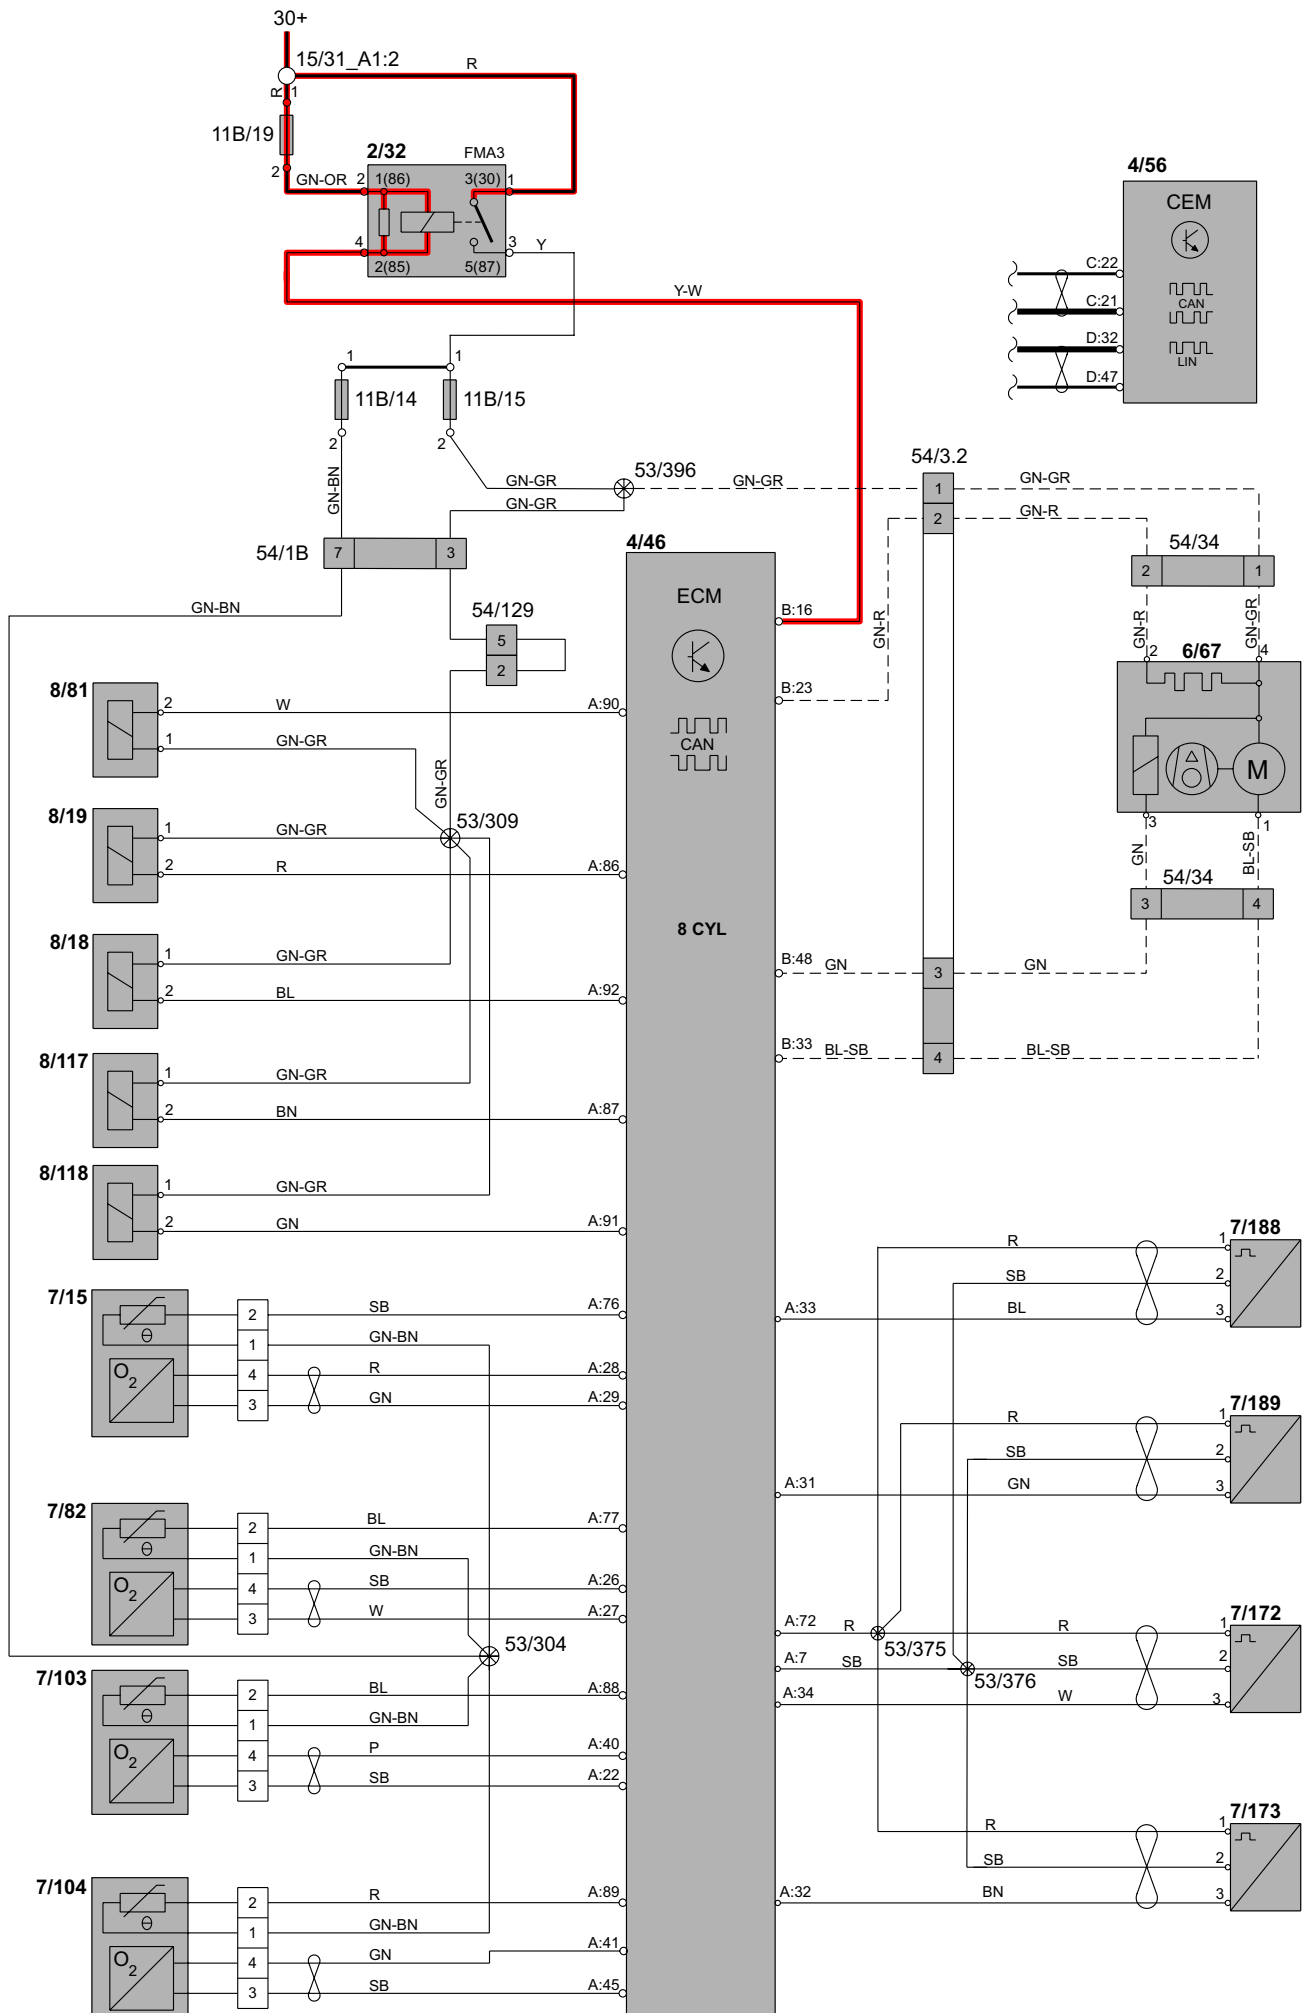 30+
15/31_A1:2
R
R
1
11B/19
2
2/32
FMA3
GN-OR
2
1(86)
3(30)
1
4
2(85)
5(87)
3
Y
Y-W
4/56
CEM
C:22
C:21
CAN
D:32
LIN
D:47
1
1
11B/14
11B/15
2
2
GN-BN
GN-GR
53/396
GN-GR
GN-GR
54/3.2
1
GN-GR
2
GN-R
54/1B
7
3
54/34
2
1
GN-BN
4/46
ECM
CAN
8 CYL
B:16
54/129
5
2
GN-R
GN-R
GN-GR
2
6/67
4
M
B:23
8/81
2
W
A:90
1
GN-GR
GN-GR
8/19
1
GN-GR
53/309
2
R
A:86
3
1
GN
BL-SB
54/34
3
4
8/18
1
GN-GR
2
BL
A:92
B:48
GN
3
GN
B:33
BL-SB
4
BL-SB
8/117
1
GN-GR
2
BN
A:87
8/118
1
GN-GR
2
GN
A:91
7/15
θ
O2
2
SB
A:76
1
GN-BN
4
R
A:28
3
GN
A:29
7/188
R
1
SB
2
A:33
BL
3
7/189
R
1
SB
2
A:31
GN
3
7/82
θ
O2
2
BL
A:77
1
GN-BN
4
SB
A:26
3
W
A:27
53/304
7/172
A:72
R
53/375
R
1
A:7
SB
53/376
SB
2
A:34
W
3
7/103
θ
O2
2
BL
A:88
1
GN-BN
4
P
A:40
3
SB
A:22
7/173
R
1
SB
2
A:32
BN
3
7/104
θ
O2
2
R
A:89
1
GN-BN
4
GN
A:41
3
SB
A:45